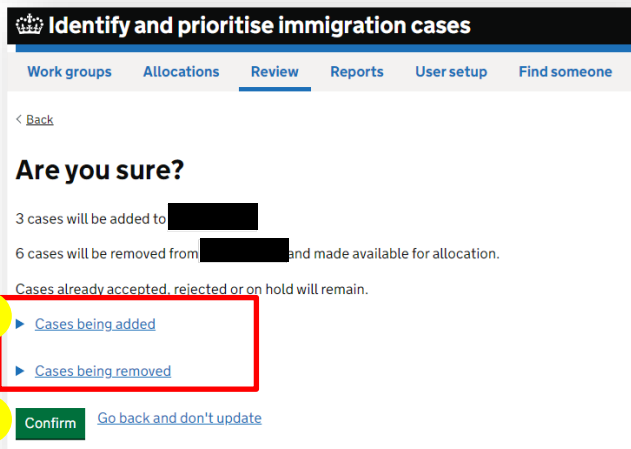 Identify and prioritise immigration cases
Work groups Allocations Review Reports User setup Find someone
< Back
Are you sure?
3 cases will be added to
6 cases will be removed from and made available for allocation.
Cases already accepted, rejected or on hold will remain.
Cases being added
Cases being removed
Confirm Go back and don't update